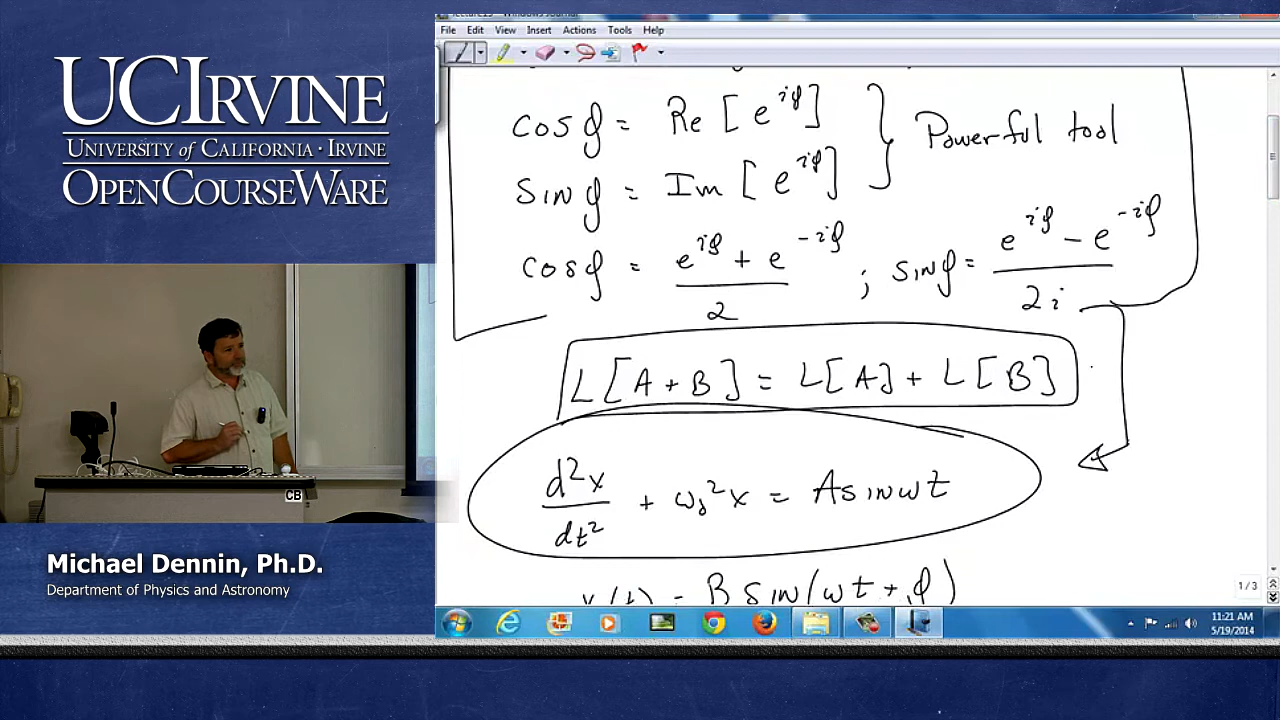 UCIRVINE
UNIVERSITY of CALIFORNIA · IRVINE
OPENCOURSEWARE
CB
Michael Dennin, Ph.D.
Department of Physics and Astronomy
File Edit View Insert Actions Tools Help
cos φ = Re [e^{iφ}]
sin φ = Im [e^{iφ}]
} Powerful tool
cos φ = (e^{iφ} + e^{-iφ}) / 2 ; sin φ = (e^{iφ} - e^{-iφ}) / 2i
L[A + B] = L[A] + L[B]
d²x/dt² + ω₀²x = A sin ωt
x(t) = B sin(ωt + φ)
1 / 3
11:21 AM
5/19/2014